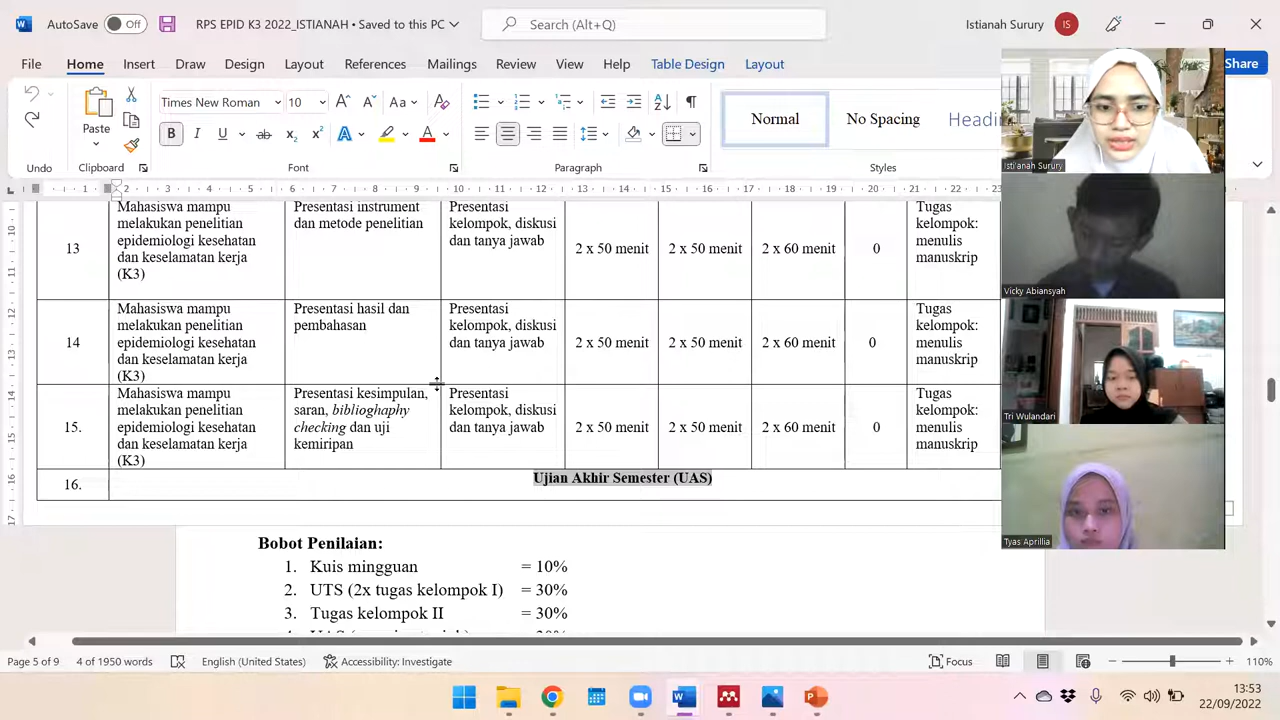 AutoSave Off RPS EPID K3 2022_ISTIANAH • Saved to this PC Search (Alt+Q) Istianah Surury IS
File Home Insert Draw Design Layout References Mailings Review View Help Table Design Layout Share
Times New Roman 10 Normal No Spacing
Paste
Undo Clipboard Font Paragraph Styles
Isti'anah Surury
Vicky Abiansyah
Tri Wulandari
Tyas Aprillia
13
Mahasiswa mampu
melakukan penelitian
epidemiologi kesehatan
dan keselamatan kerja
(K3)
Presentasi instrument
dan metode penelitian
Presentasi
kelompok, diskusi
dan tanya jawab
2 x 50 menit
2 x 50 menit
2 x 60 menit
0
Tugas
kelompok:
menulis
manuskrip
14
Mahasiswa mampu
melakukan penelitian
epidemiologi kesehatan
dan keselamatan kerja
(K3)
Presentasi hasil dan
pembahasan
Presentasi
kelompok, diskusi
dan tanya jawab
2 x 50 menit
2 x 50 menit
2 x 60 menit
0
Tugas
kelompok:
menulis
manuskrip
15.
Mahasiswa mampu
melakukan penelitian
epidemiologi kesehatan
dan keselamatan kerja
(K3)
Presentasi kesimpulan,
saran, biblioghaphy
checking dan uji
kemiripan
Presentasi
kelompok, diskusi
dan tanya jawab
2 x 50 menit
2 x 50 menit
2 x 60 menit
0
Tugas
kelompok:
menulis
manuskrip
16.
Ujian Akhir Semester (UAS)
Bobot Penilaian:
1. Kuis mingguan = 10%
2. UTS (2x tugas kelompok I) = 30%
3. Tugas kelompok II = 30%
Page 5 of 9 4 of 1950 words English (United States) Accessibility: Investigate Focus 110%
13:53
22/09/2022